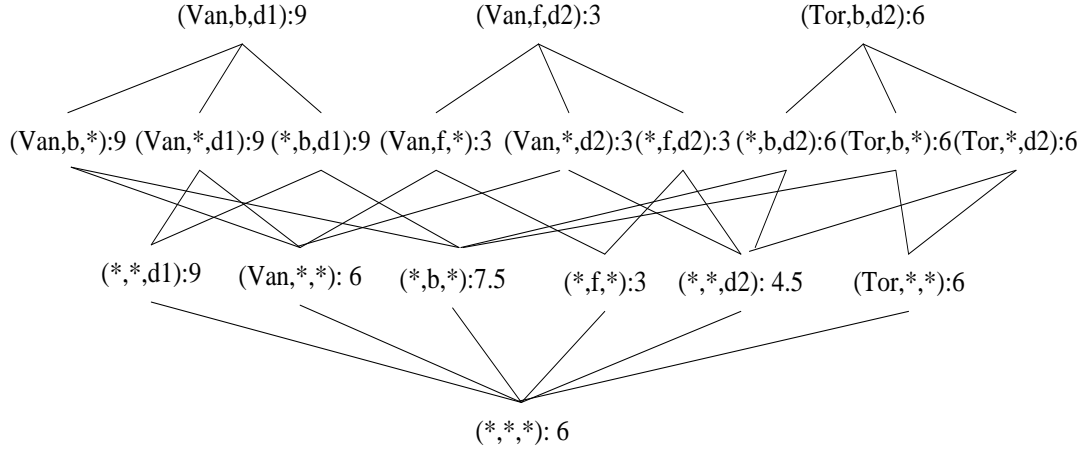 (Van,b,d1):9 (Van,f,d2):3 (Tor,b,d2):6
(Van,b,*):9 (Van,*,d1):9 (*,b,d1):9 (Van,f,*):3 (Van,*,d2):3 (*,f,d2):3 (*,b,d2):6 (Tor,b,*):6 (Tor,*,d2):6
(*,*,d1):9 (Van,*,*): 6 (*,b,*):7.5 (*,f,*):3 (*,*,d2): 4.5 (Tor,*,*):6
(*,*,*): 6